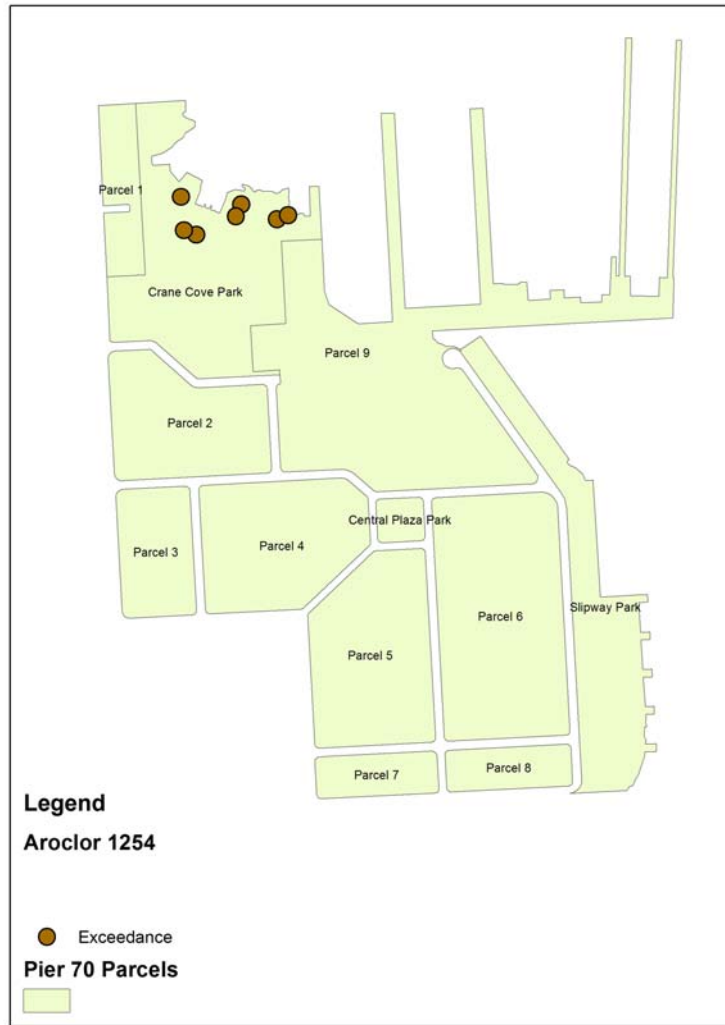 Parcel 1
Crane Cove Park
Parcel 9
Parcel 2
Central Plaza Park
Parcel 3
Parcel 4
Parcel 6
Slipway Park
Parcel 5
Parcel 7
Parcel 8
Legend
Aroclor 1254
Exceedance
Pier 70 Parcels